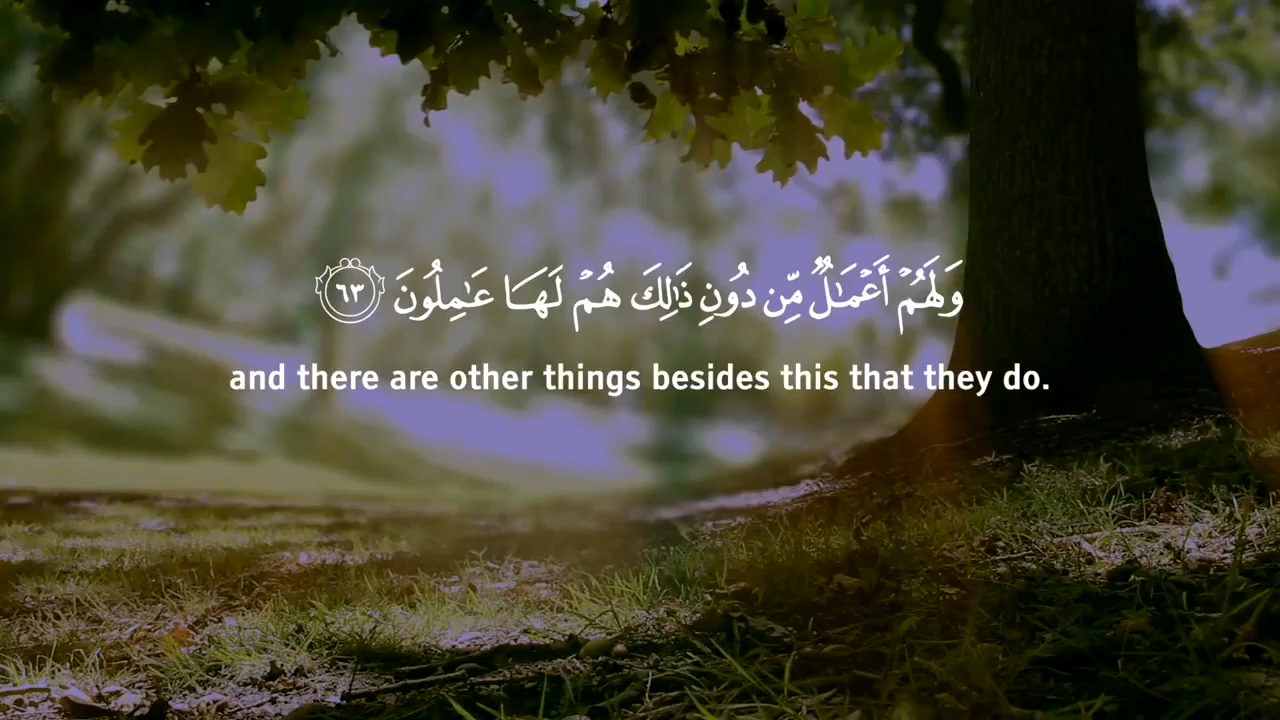 وَلَهُمۡ أَعۡمَٰلٞ مِّن دُونِ ذَٰلِكَ هُمۡ لَهَا عَٰمِلُونَ ٦٣
and there are other things besides this that they do.